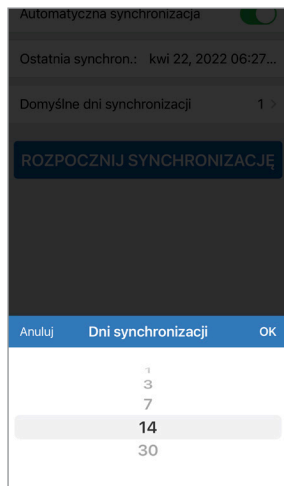 Automatyczna synchronizacja
Ostatnia synchron.: kwi 22, 2022 06:27...
Domyślne dni synchronizacji 1 >
ROZPOCZNIJ SYNCHRONIZACJĘ
Anuluj Dni synchronizacji OK
1
3
7
14
30